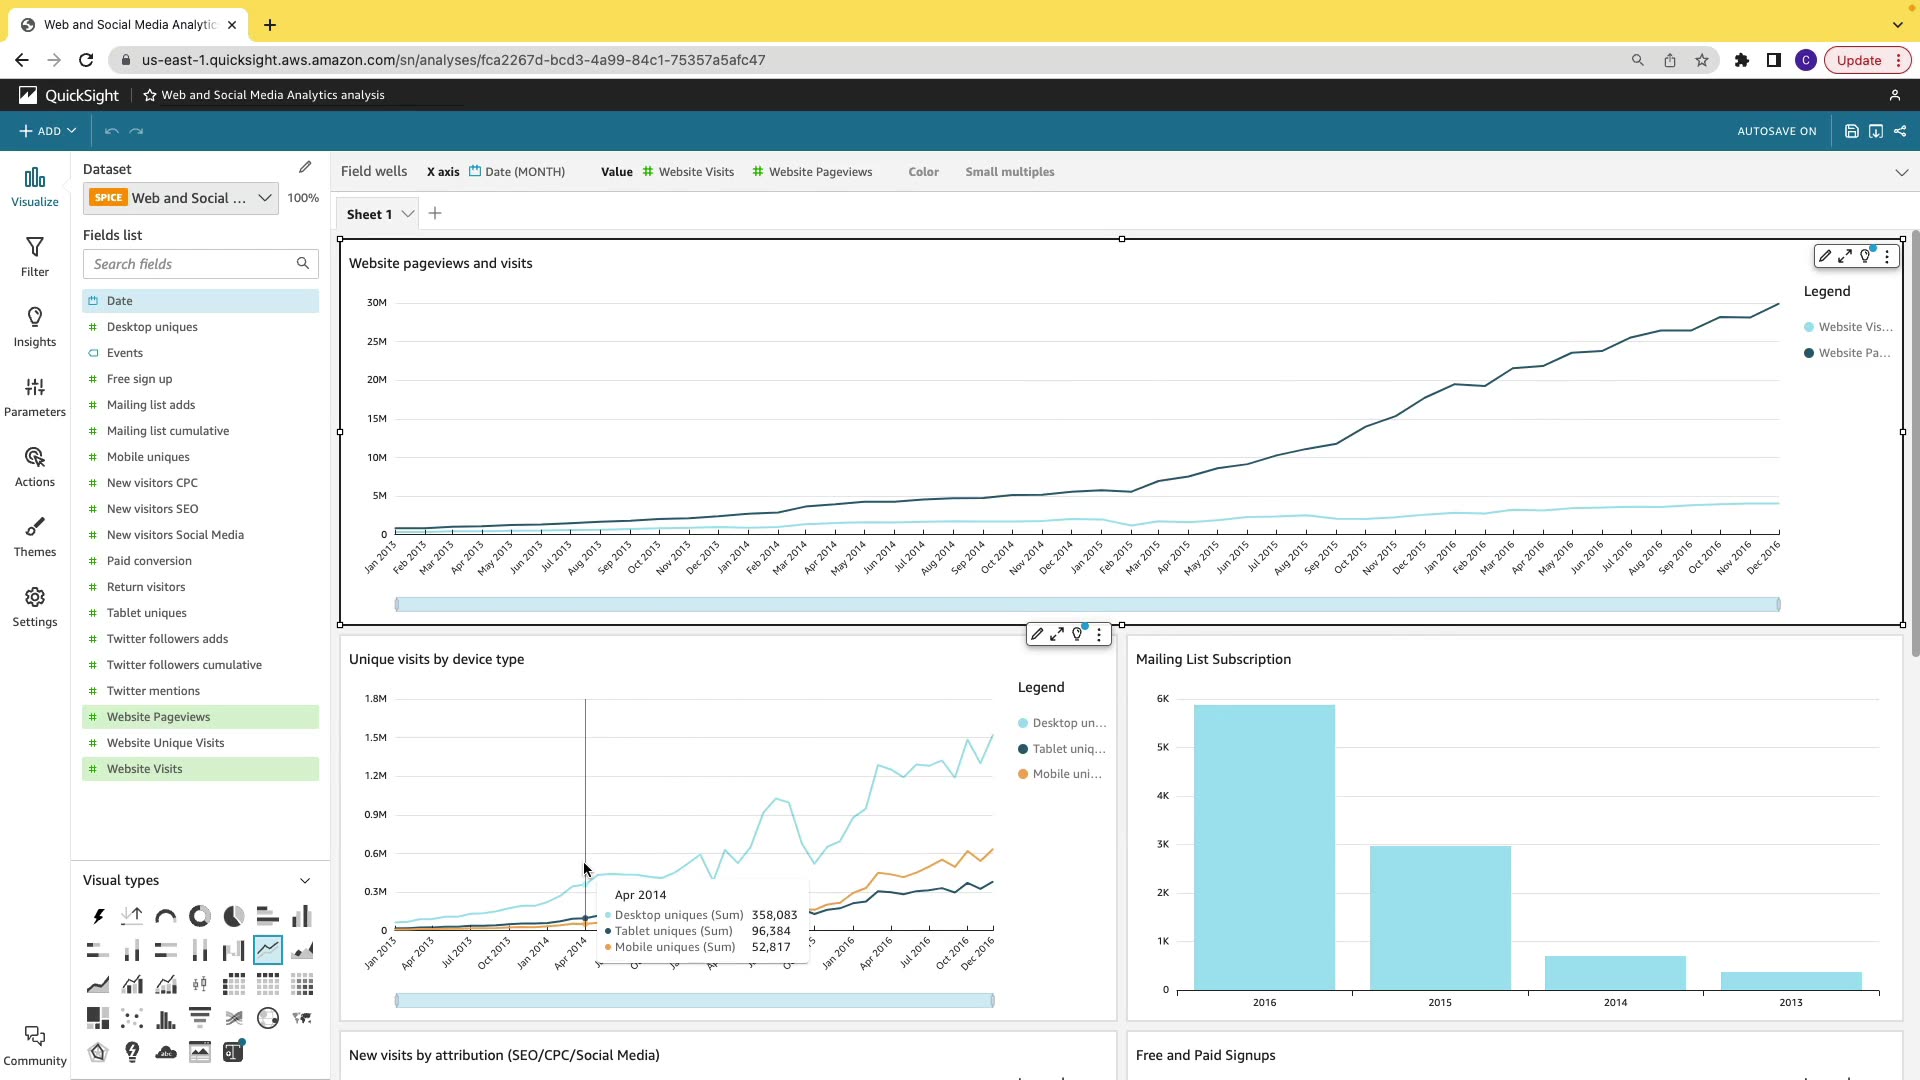 Web and Social Media Analytic
us-east-1.quicksight.aws.amazon.com/sn/analyses/fca2267d-bcd3-4a99-84c1-75357a5afc47
C
Update
QuickSight
Web and Social Media Analytics analysis
ADD
AUTOSAVE ON
Visualize
Filter
Insights
Parameters
Actions
Themes
Settings
Community
Dataset
SPICE Web and Social ... 100%
Fields list
Search fields
Date
Desktop uniques
Events
Free sign up
Mailing list adds
Mailing list cumulative
Mobile uniques
New visitors CPC
New visitors SEO
New visitors Social Media
Paid conversion
Return visitors
Tablet uniques
Twitter followers adds
Twitter followers cumulative
Twitter mentions
Website Pageviews
Website Unique Visits
Website Visits
Visual types
Field wells X axis Date (MONTH) Value Website Visits Website Pageviews Color Small multiples
Sheet 1
Website pageviews and visits
30M
25M
20M
15M
10M
5M
0
Jan 2013 Feb 2013 Mar 2013 Apr 2013 May 2013 Jun 2013 Jul 2013 Aug 2013 Sep 2013 Oct 2013 Nov 2013 Dec 2013 Jan 2014 Feb 2014 Mar 2014 Apr 2014 May 2014 Jun 2014 Jul 2014 Aug 2014 Sep 2014 Oct 2014 Nov 2014 Dec 2014 Jan 2015 Feb 2015 Mar 2015 Apr 2015 May 2015 Jun 2015 Jul 2015 Aug 2015 Sep 2015 Oct 2015 Nov 2015 Dec 2015 Jan 2016 Feb 2016 Mar 2016 Apr 2016 May 2016 Jun 2016 Jul 2016 Aug 2016 Sep 2016 Oct 2016 Nov 2016 Dec 2016
Legend
Website Vis...
Website Pa...
Unique visits by device type
1.8M
1.5M
1.2M
0.9M
0.6M
0.3M
0
Jan 2013 Apr 2013 Jul 2013 Oct 2013 Jan 2014 Apr 2014 Jan 2016 Apr 2016 Jul 2016 Oct 2016 Dec 2016
Apr 2014
Desktop uniques (Sum) 358,083
Tablet uniques (Sum) 96,384
Mobile uniques (Sum) 52,817
Legend
Desktop un...
Tablet uniq...
Mobile uni...
Mailing List Subscription
6K
5K
4K
3K
2K
1K
0
2016 2015 2014 2013
New visits by attribution (SEO/CPC/Social Media)
Free and Paid Signups